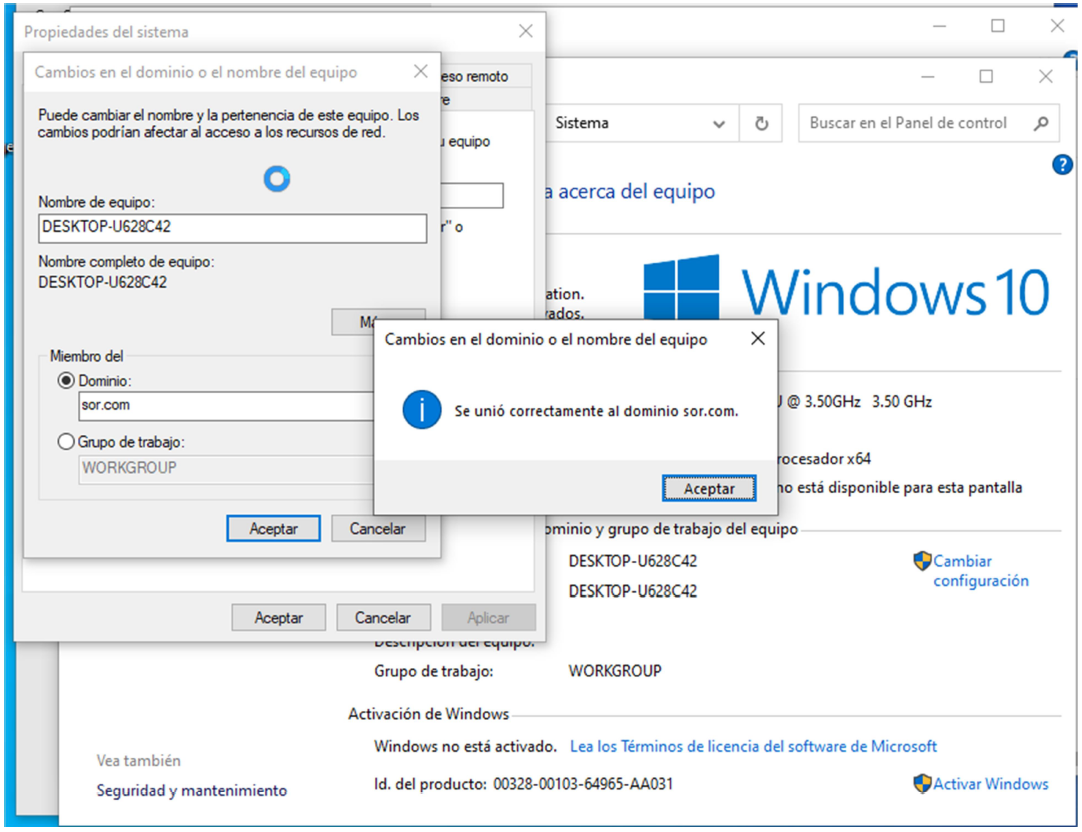 Propiedades del sistema
Cambios en el dominio o el nombre del equipo
Puede cambiar el nombre y la pertenencia de este equipo. Los
cambios podrían afectar al acceso a los recursos de red.
Nombre de equipo:
DESKTOP-U628C42
Nombre completo de equipo:
DESKTOP-U628C42
Miembro del
Dominio:
sor.com
Grupo de trabajo:
WORKGROUP
Aceptar Cancelar
eso remoto
equipo
" o
Aceptar Cancelar Aplicar
Cambios en el dominio o el nombre del equipo
Se unió correctamente al dominio sor.com.
Aceptar
Sistema
Buscar en el Panel de control
?
a acerca del equipo
ation.
vados.
Windows 10
@ 3.50GHz 3.50 GHz
rocesador x64
no está disponible para esta pantalla
ominio y grupo de trabajo del equipo
DESKTOP-U628C42
DESKTOP-U628C42
Cambiar
configuración
Descripción del equipo:
Grupo de trabajo: WORKGROUP
Activación de Windows
Windows no está activado. Lea los Términos de licencia del software de Microsoft
Id. del producto: 00328-00103-64965-AA031
Activar Windows
Vea también
Seguridad y mantenimiento